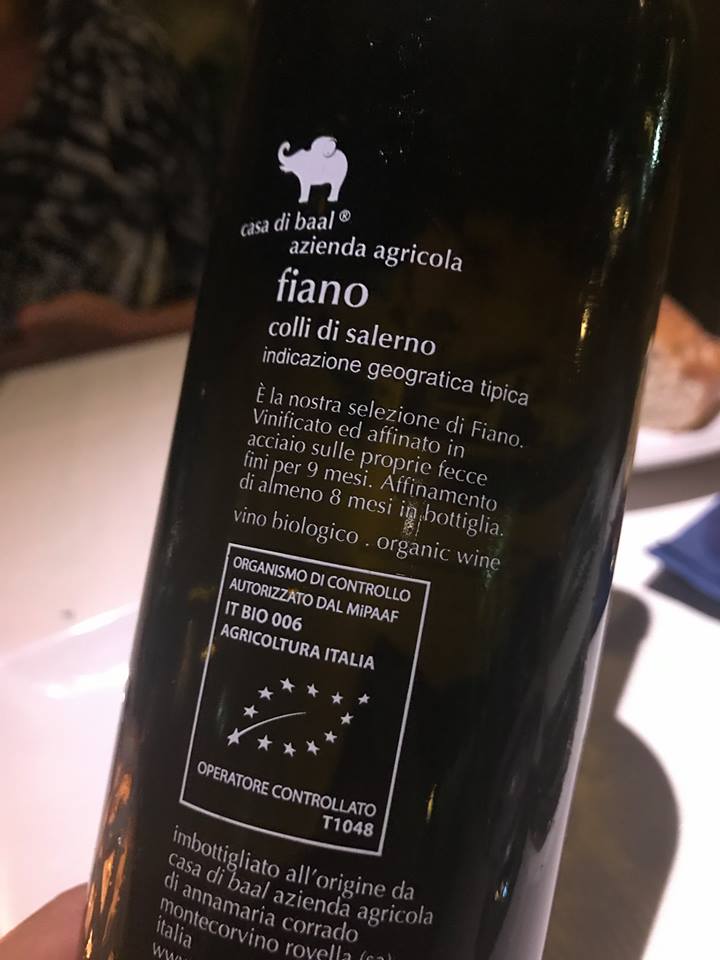 casa di baal®
azienda agricola
fiano
colli di salerno
indicazione geografica tipica
È la nostra selezione di Fiano.
Vinificato ed affinato in
acciaio sulle proprie fecce
fini per 9 mesi. Affinamento
di almeno 8 mesi in bottiglia.
vino biologico . organic wine
ORGANISMO DI CONTROLLO
AUTORIZZATO DAL MiPAAF
IT BIO 006
AGRICOLTURA ITALIA
OPERATORE CONTROLLATO
T1048
imbottigliato all'origine da
casa di baal azienda agricola
di annamaria corrado
montecorvino rovella (sa)
italia
www